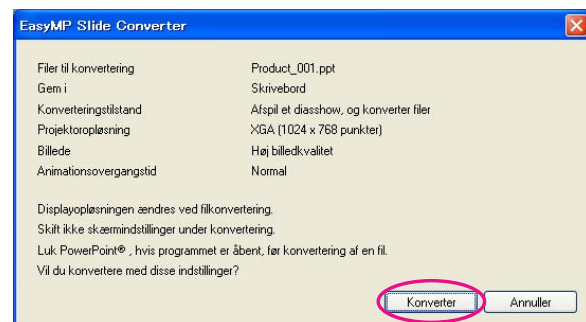 EasyMP Slide Converter
Filer til konvertering Product_001.ppt
Gem i Skrivebord
Konverteringstilstand Afspil et diasshow, og konverter filer
Projektoropløsning XGA (1024 x 768 punkter)
Billede Høj billedkvalitet
Animationsovergangstid Normal
Displayopløsningen ændres ved filkonvertering.
Skift ikke skærmindstillinger under konvertering.
Luk PowerPoint® , hvis programmet er åbent, før konvertering af en fil.
Vil du konvertere med disse indstillinger?
Konverter Annuller